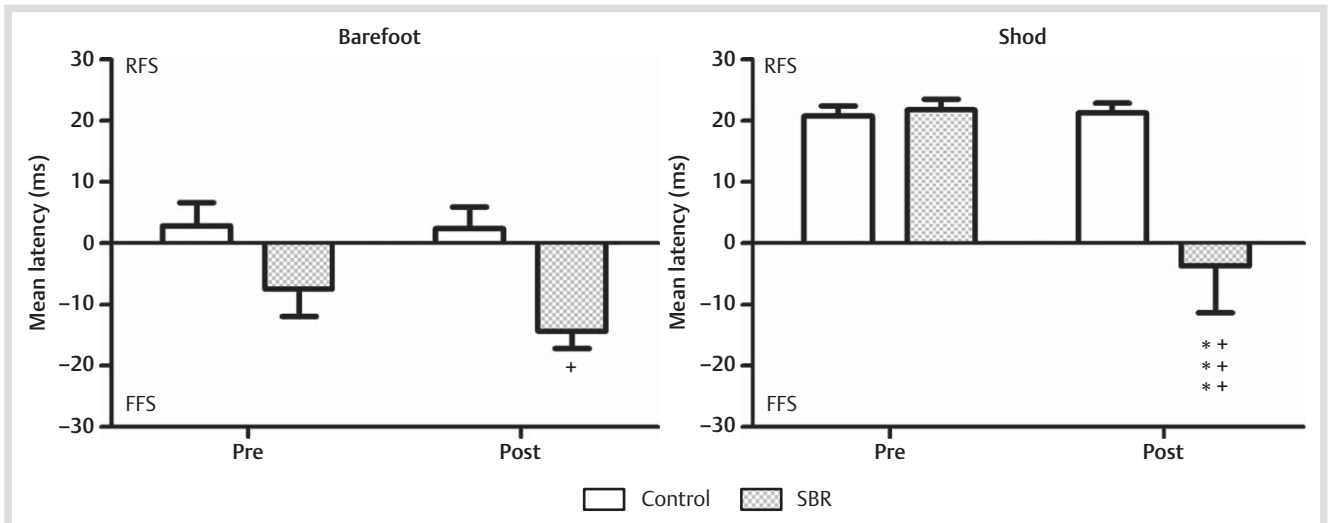 Barefoot
30
20
10
0
–10
–20
–30
Mean latency (ms)
RFS
FFS
+
Pre
Post
Shod
30
20
10
0
–10
–20
–30
Mean latency (ms)
RFS
FFS
* +
* +
* +
Pre
Post
Control
SBR